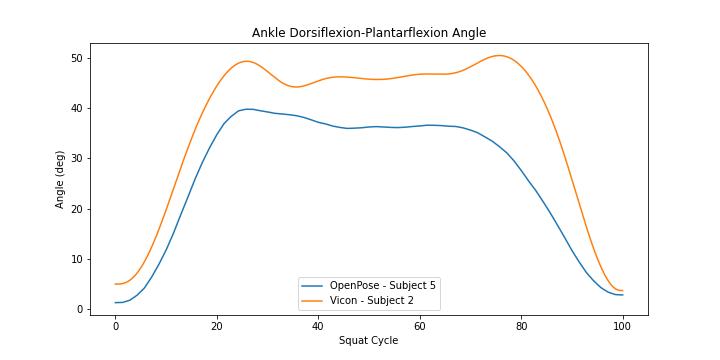 Ankle Dorsiflexion-Plantarflexion Angle
50
40
30
20
10
0
Angle (deg)
OpenPose - Subject 5
Vicon - Subject 2
0 20 40 60 80 100
Squat Cycle